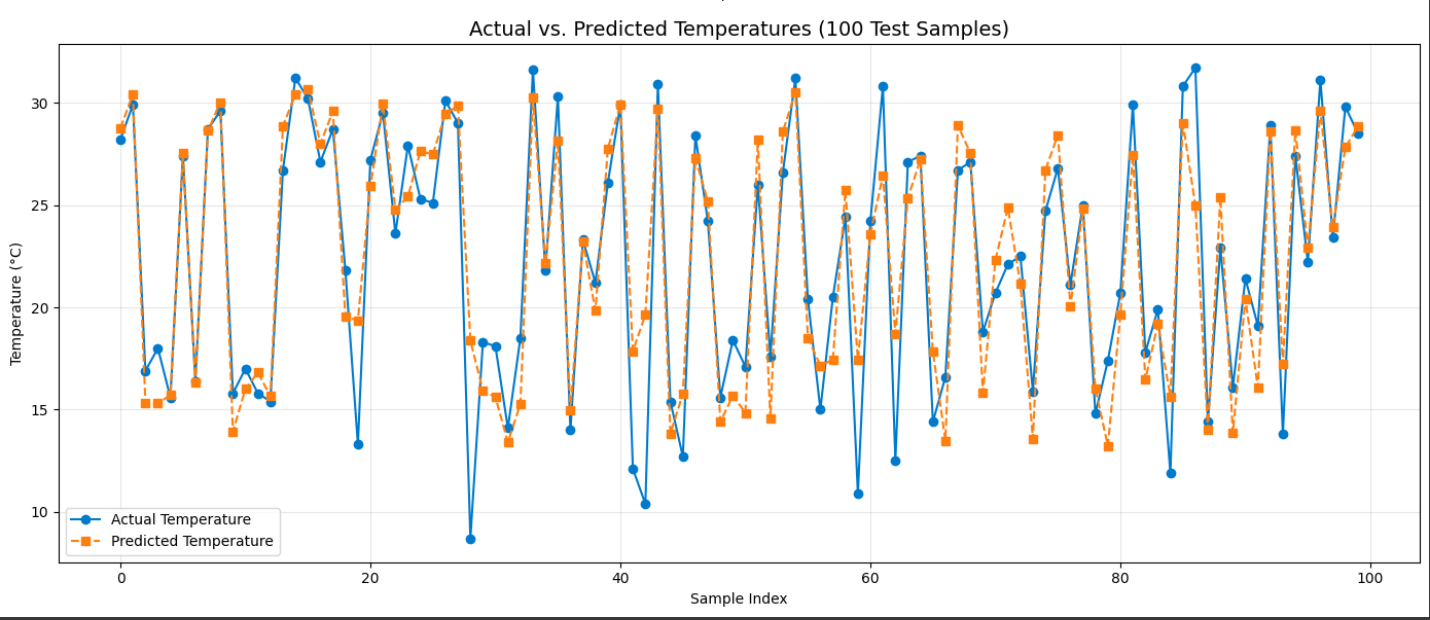 Actual vs. Predicted Temperatures (100 Test Samples)
Temperature (°C)
30
25
20
15
10
Actual Temperature
Predicted Temperature
0 20 40 60 80 100
Sample Index